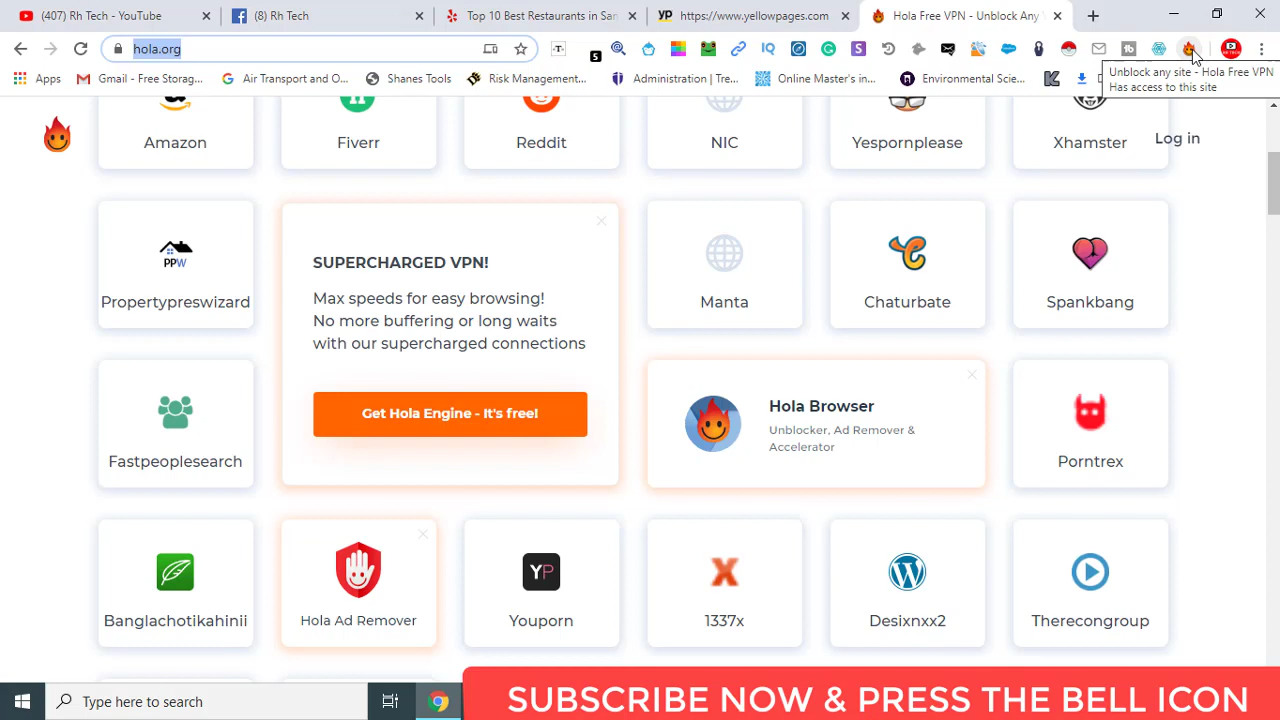 (407) Rh Tech - YouTube
(8) Rh Tech
Top 10 Best Restaurants in San
yp https://www.yellowpages.com
Hola Free VPN - Unblock Any
hola.org
Apps
Gmail - Free Storag...
Air Transport and O...
Shanes Tools
Risk Management...
Administration | Tre...
Online Master's in...
Environmental Scie...
Unblock any site - Hola Free VPN
Has access to this site
Log in
Amazon
Fiverr
Reddit
NIC
Yespornplease
Xhamster
PPW
Propertypreswizard
SUPERCHARGED VPN!
Max speeds for easy browsing!
No more buffering or long waits
with our supercharged connections
Get Hola Engine - It's free!
Manta
Chaturbate
Spankbang
Fastpeoplesearch
Hola Browser
Unblocker, Ad Remover &
Accelerator
Porntrex
Banglachotikahinii
Hola Ad Remover
YP
Youporn
1337x
Desixnxx2
Therecongroup
Type here to search
SUBSCRIBE NOW & PRESS THE BELL ICON